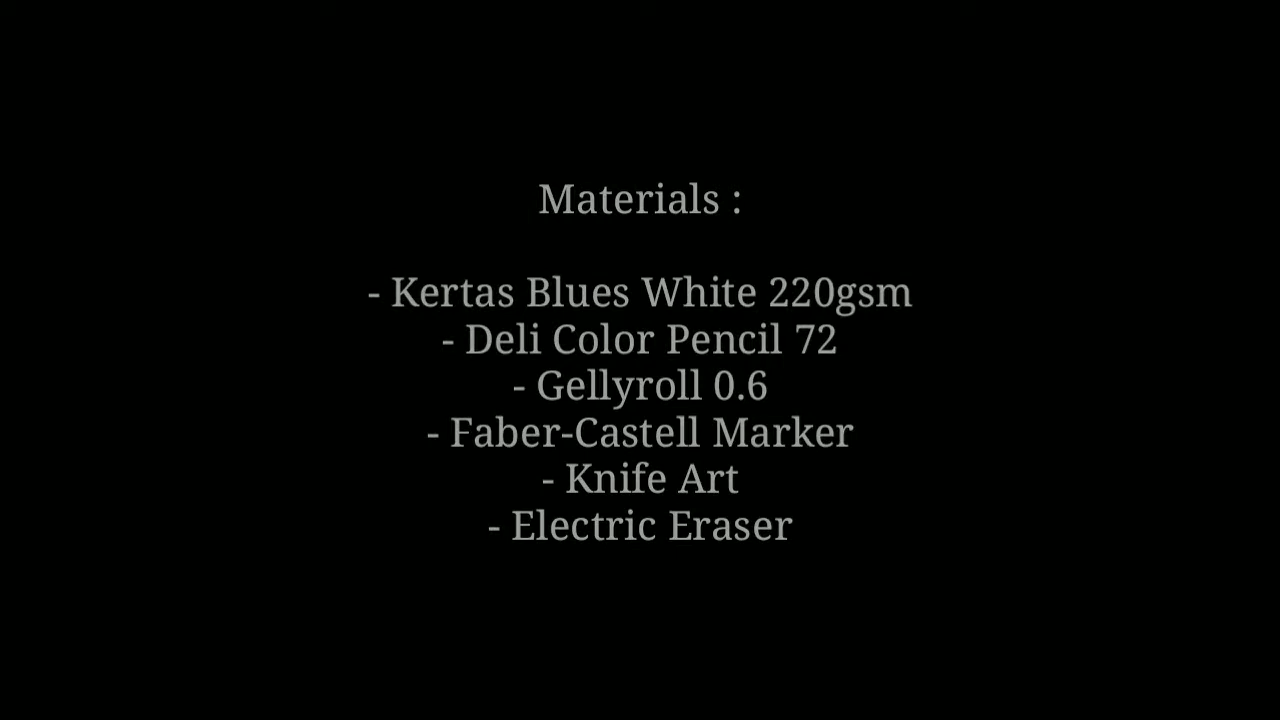 Materials :
- Kertas Blues White 220gsm
- Deli Color Pencil 72
- Gellyroll 0.6
- Faber-Castell Marker
- Knife Art
- Electric Eraser